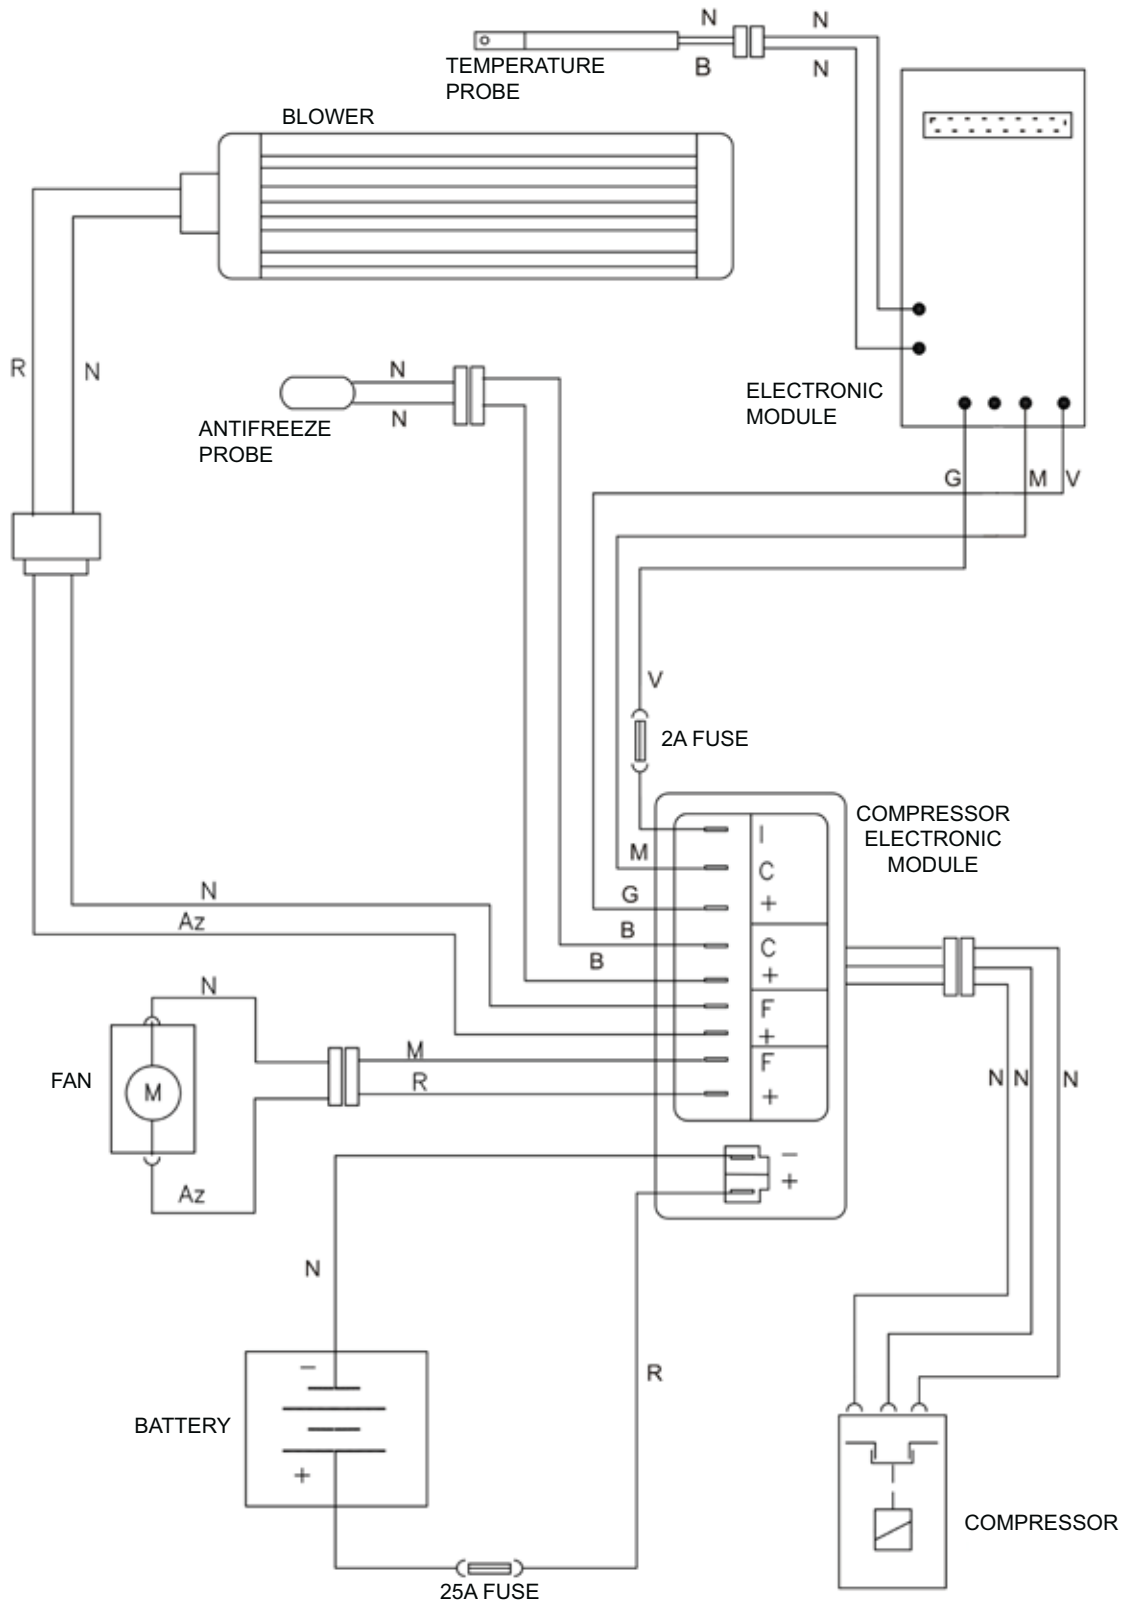 N
N
TEMPERATURE
PROBE
B
N
BLOWER
R
N
N
ELECTRONIC
MODULE
N
ANTIFREEZE
PROBE
G
M
V
V
2A FUSE
COMPRESSOR
ELECTRONIC
MODULE
I
M
C
G
+
N
Az
B
C
B
+
N
F
+
M
F
FAN
M
R
+
N
N
N
Az
−
+
N
−
R
BATTERY
+
COMPRESSOR
25A FUSE